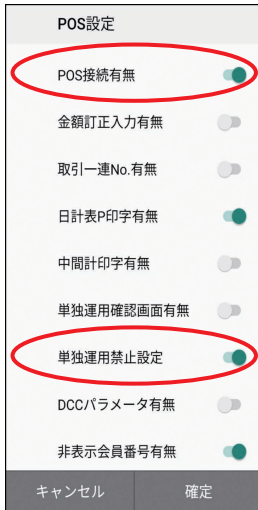 POS設定
POS接続有無
金額訂正入力有無
取引一連No.有無
日計表P印字有無
中間計印字有無
単独運用確認画面有無
単独運用禁止設定
DCCパラメータ有無
非表示会員番号有無
キャンセル 確定